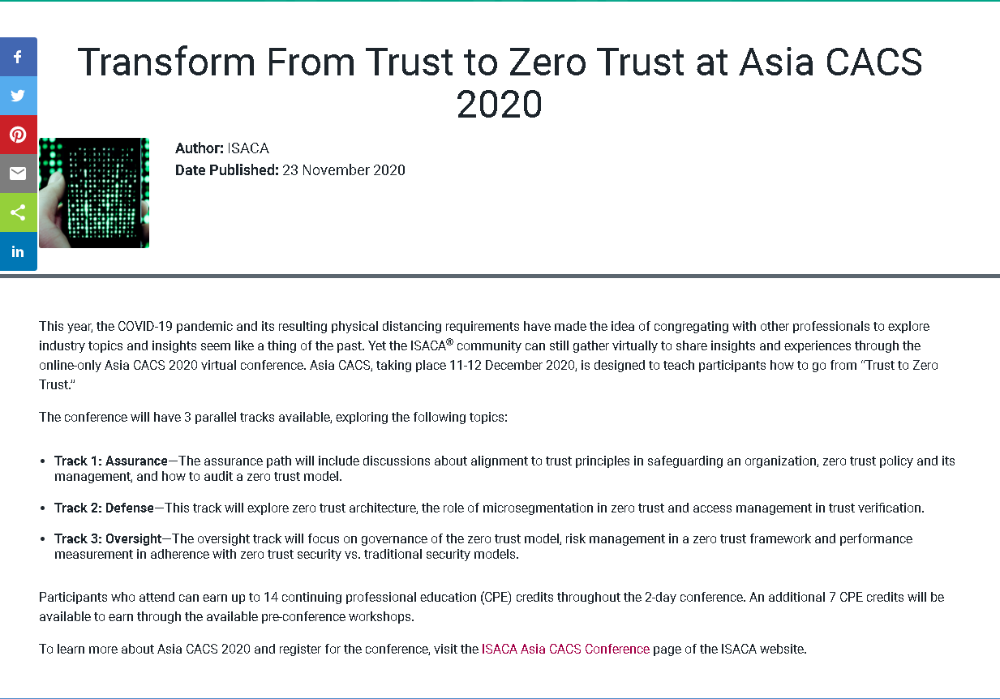 Transform From Trust to Zero Trust at Asia CACS
2020
Author: ISACA
Date Published: 23 November 2020
in
This year, the COVID-19 pandemic and its resulting physical distancing requirements have made the idea of congregating with other professionals to explore
industry topics and insights seem like a thing of the past. Yet the ISACA® community can still gather virtually to share insights and experiences through the
online-only Asia CACS 2020 virtual conference. Asia CACS, taking place 11-12 December 2020, is designed to teach participants how to go from “Trust to Zero
Trust.”
The conference will have 3 parallel tracks available, exploring the following topics:
• Track 1: Assurance—The assurance path will include discussions about alignment to trust principles in safeguarding an organization, zero trust policy and its
management, and how to audit a zero trust model.
• Track 2: Defense—This track will explore zero trust architecture, the role of microsegmentation in zero trust and access management in trust verification.
• Track 3: Oversight—The oversight track will focus on governance of the zero trust model, risk management in a zero trust framework and performance
measurement in adherence with zero trust security vs. traditional security models.
Participants who attend can earn up to 14 continuing professional education (CPE) credits throughout the 2-day conference. An additional 7 CPE credits will be
available to earn through the available pre-conference workshops.
To learn more about Asia CACS 2020 and register for the conference, visit the ISACA Asia CACS Conference page of the ISACA website.